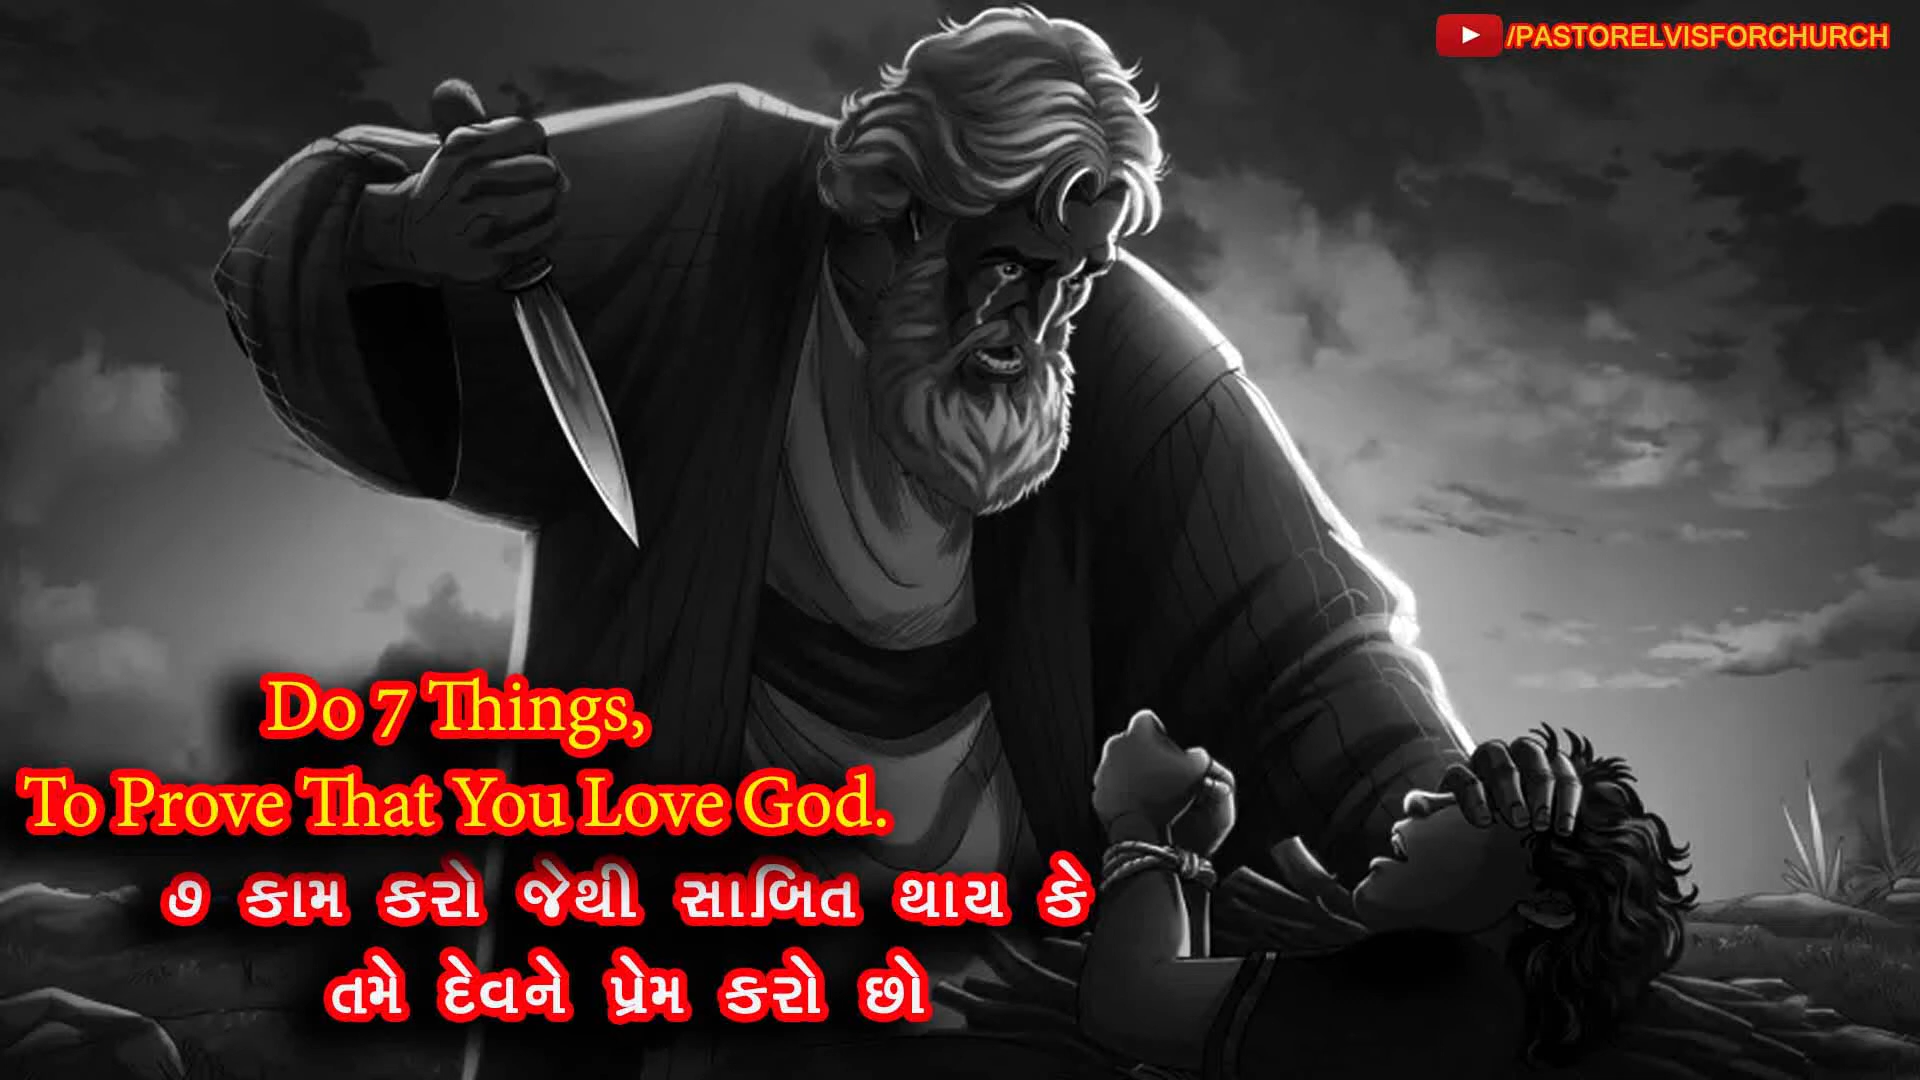 /PASTORELVISFORCHURCH
Do 7 Things,
To Prove That You Love God.
૭ કામ કરો જેથી સાબિત થાય કે
તમે દેવને પ્રેમ કરો છો